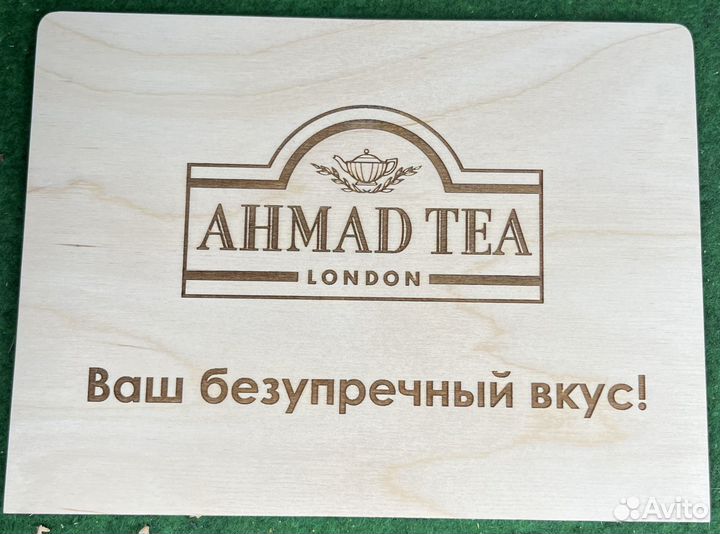 AHMAD TEA
LONDON
Ваш безупречный вкус!
Avito